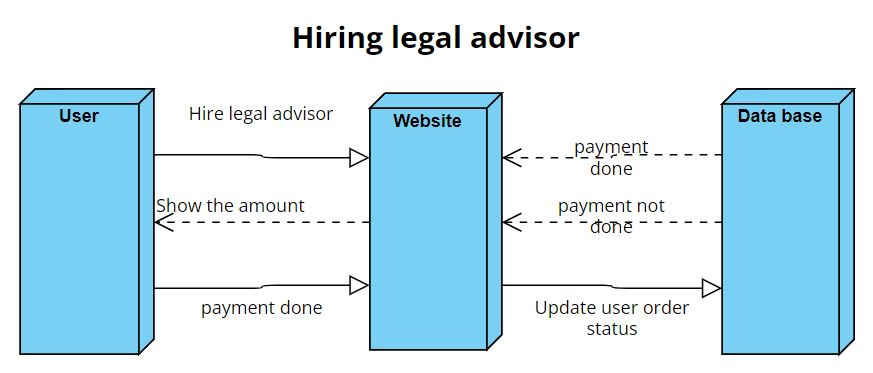 Hiring legal advisor
User
Hire legal advisor
Website
Data base
payment
done
Show the amount
payment not
done
payment done
Update user order
status